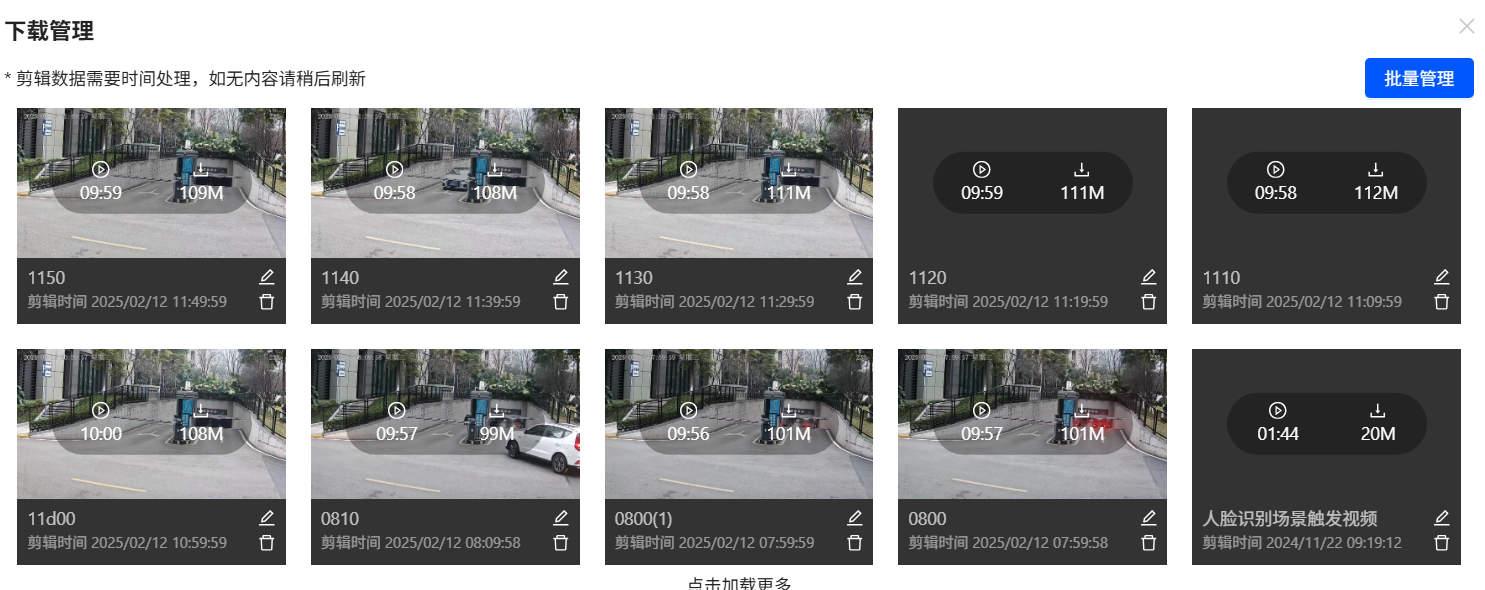 下载管理
* 剪辑数据需要时间处理，如无内容请稍后刷新
批量管理
09:59 109M
09:58 108M
09:58 111M
09:59 111M
09:58 112M
1150
1140
1130
1120
1110
剪辑时间 2025/02/12 11:49:59
剪辑时间 2025/02/12 11:39:59
剪辑时间 2025/02/12 11:29:59
剪辑时间 2025/02/12 11:19:59
剪辑时间 2025/02/12 11:09:59
10:00 108M
09:57 99M
09:56 101M
09:57 101M
01:44 20M
11d00
0810
0800(1)
0800
人脸识别场景触发视频
剪辑时间 2025/02/12 10:59:59
剪辑时间 2025/02/12 08:09:58
剪辑时间 2025/02/12 07:59:59
剪辑时间 2025/02/12 07:59:58
剪辑时间 2024/11/22 09:19:12
点击加载更多